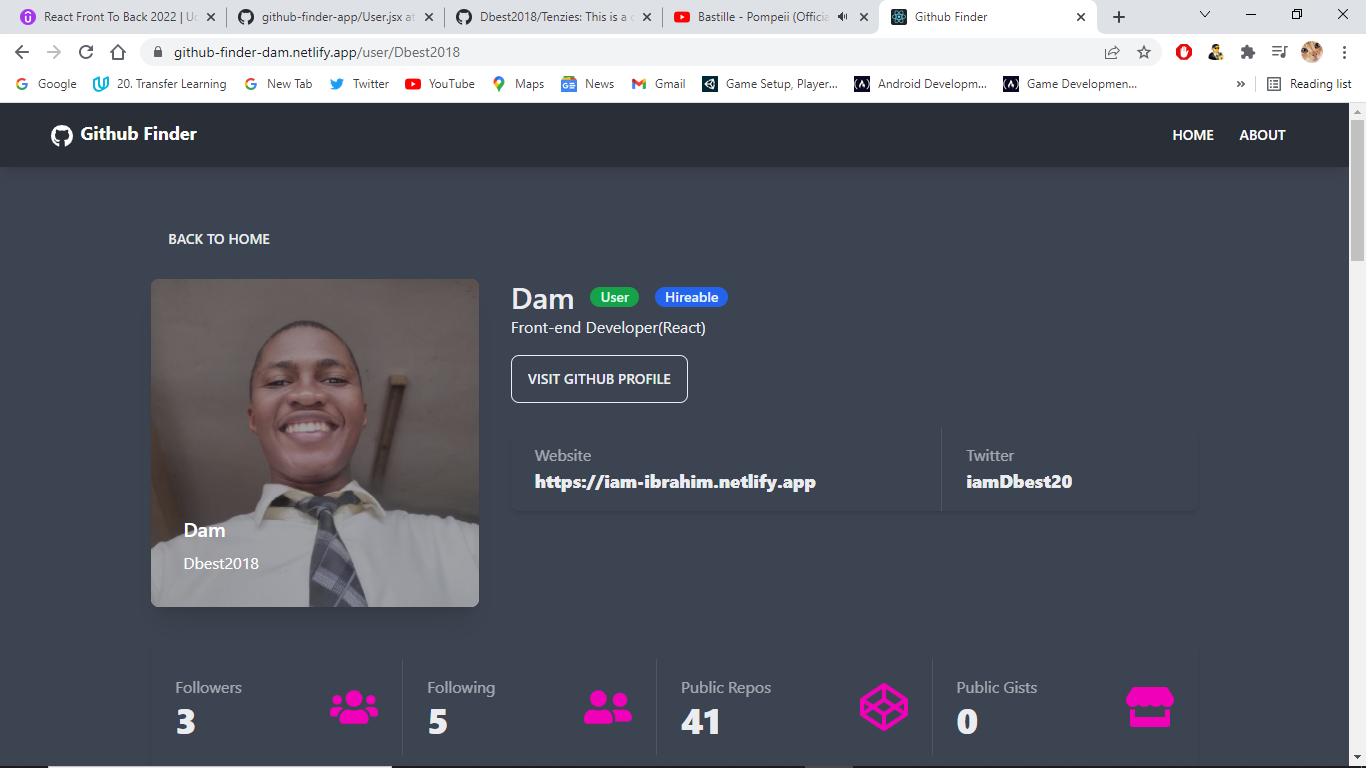 React Front To Back 2022 | Ud
github-finder-app/User.jsx at
Dbest2018/Tenzies: This is a c
Bastille - Pompeii (Officia
Github Finder
github-finder-dam.netlify.app/user/Dbest2018
Google
20. Transfer Learning
New Tab
Twitter
YouTube
Maps
News
Gmail
Game Setup, Player...
Android Developm...
Game Developmen...
»
Reading list
Github Finder
HOME
ABOUT
BACK TO HOME
Dam
User
Hireable
Front-end Developer(React)
VISIT GITHUB PROFILE
Website
https://iam-ibrahim.netlify.app
Twitter
iamDbest20
Dam
Dbest2018
Followers
3
Following
5
Public Repos
41
Public Gists
0